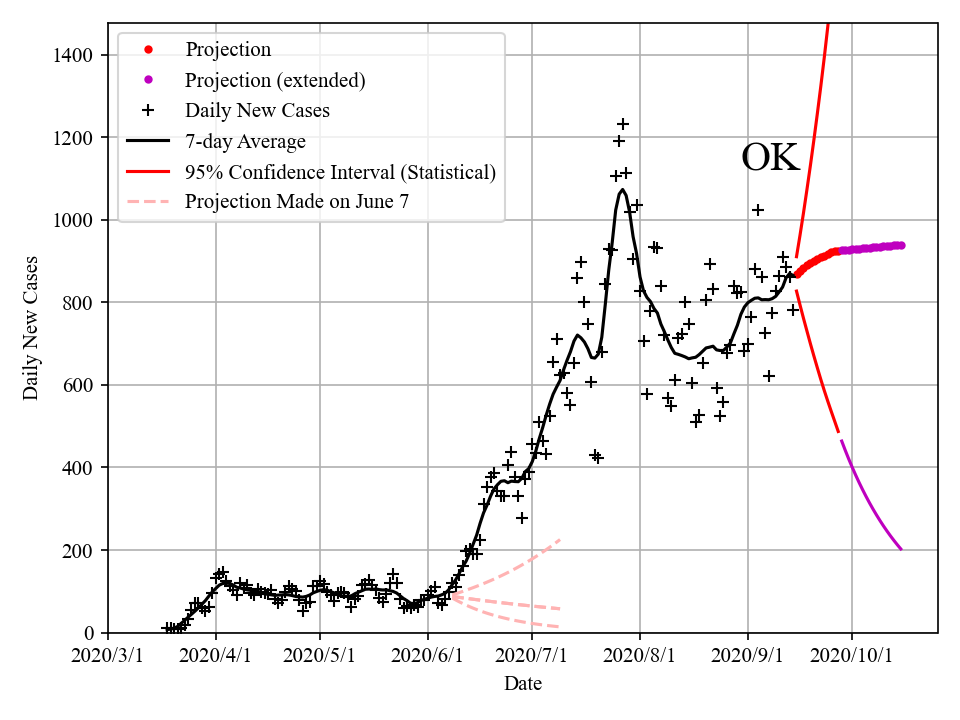 1400
1200
1000
800
600
400
200
0
Daily New Cases
Projection
Projection (extended)
Daily New Cases
7-day Average
95% Confidence Interval (Statistical)
Projection Made on June 7
OK
2020/3/1 2020/4/1 2020/5/1 2020/6/1 2020/7/1 2020/8/1 2020/9/1 2020/10/1
Date